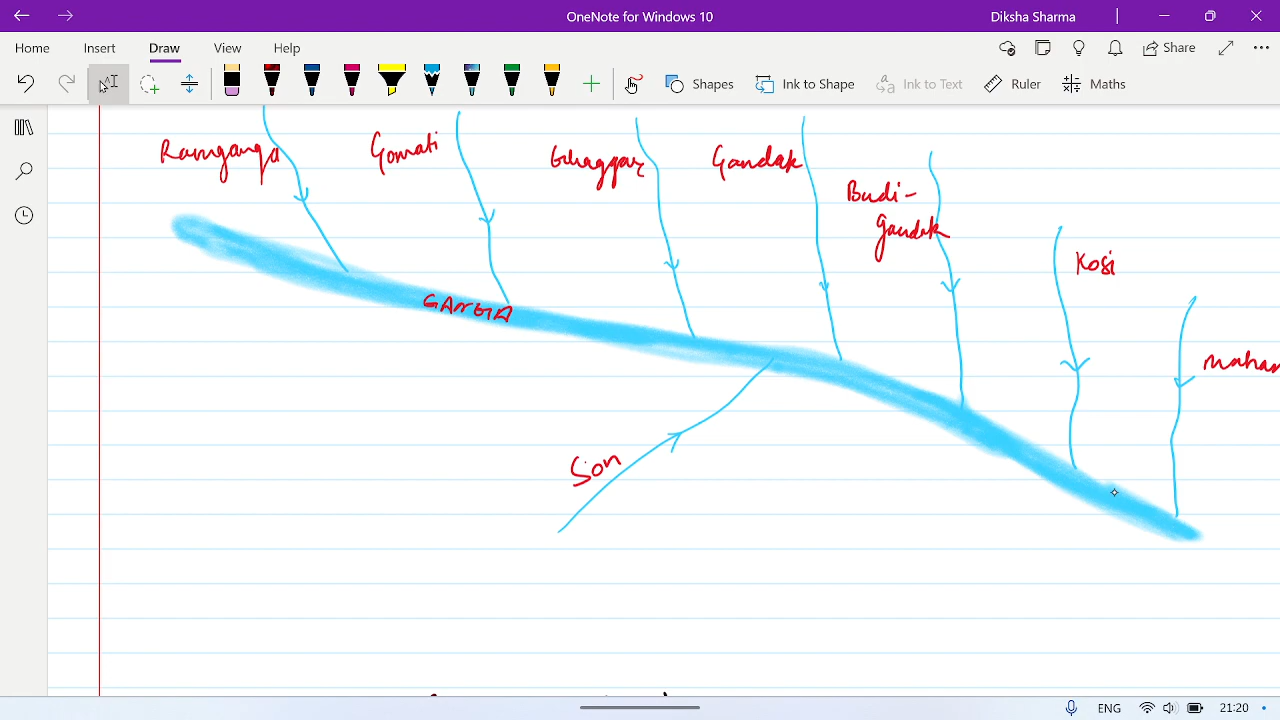 OneNote for Windows 10
Diksha Sharma
Home Insert Draw View Help
Share
Shapes Ink to Shape Ink to Text Ruler Maths
Ramganga
Gomati
Ghaggar
Gandak
Budi-
Gandak
Kosi
Mahan
GANGA
Son
ENG 21:20